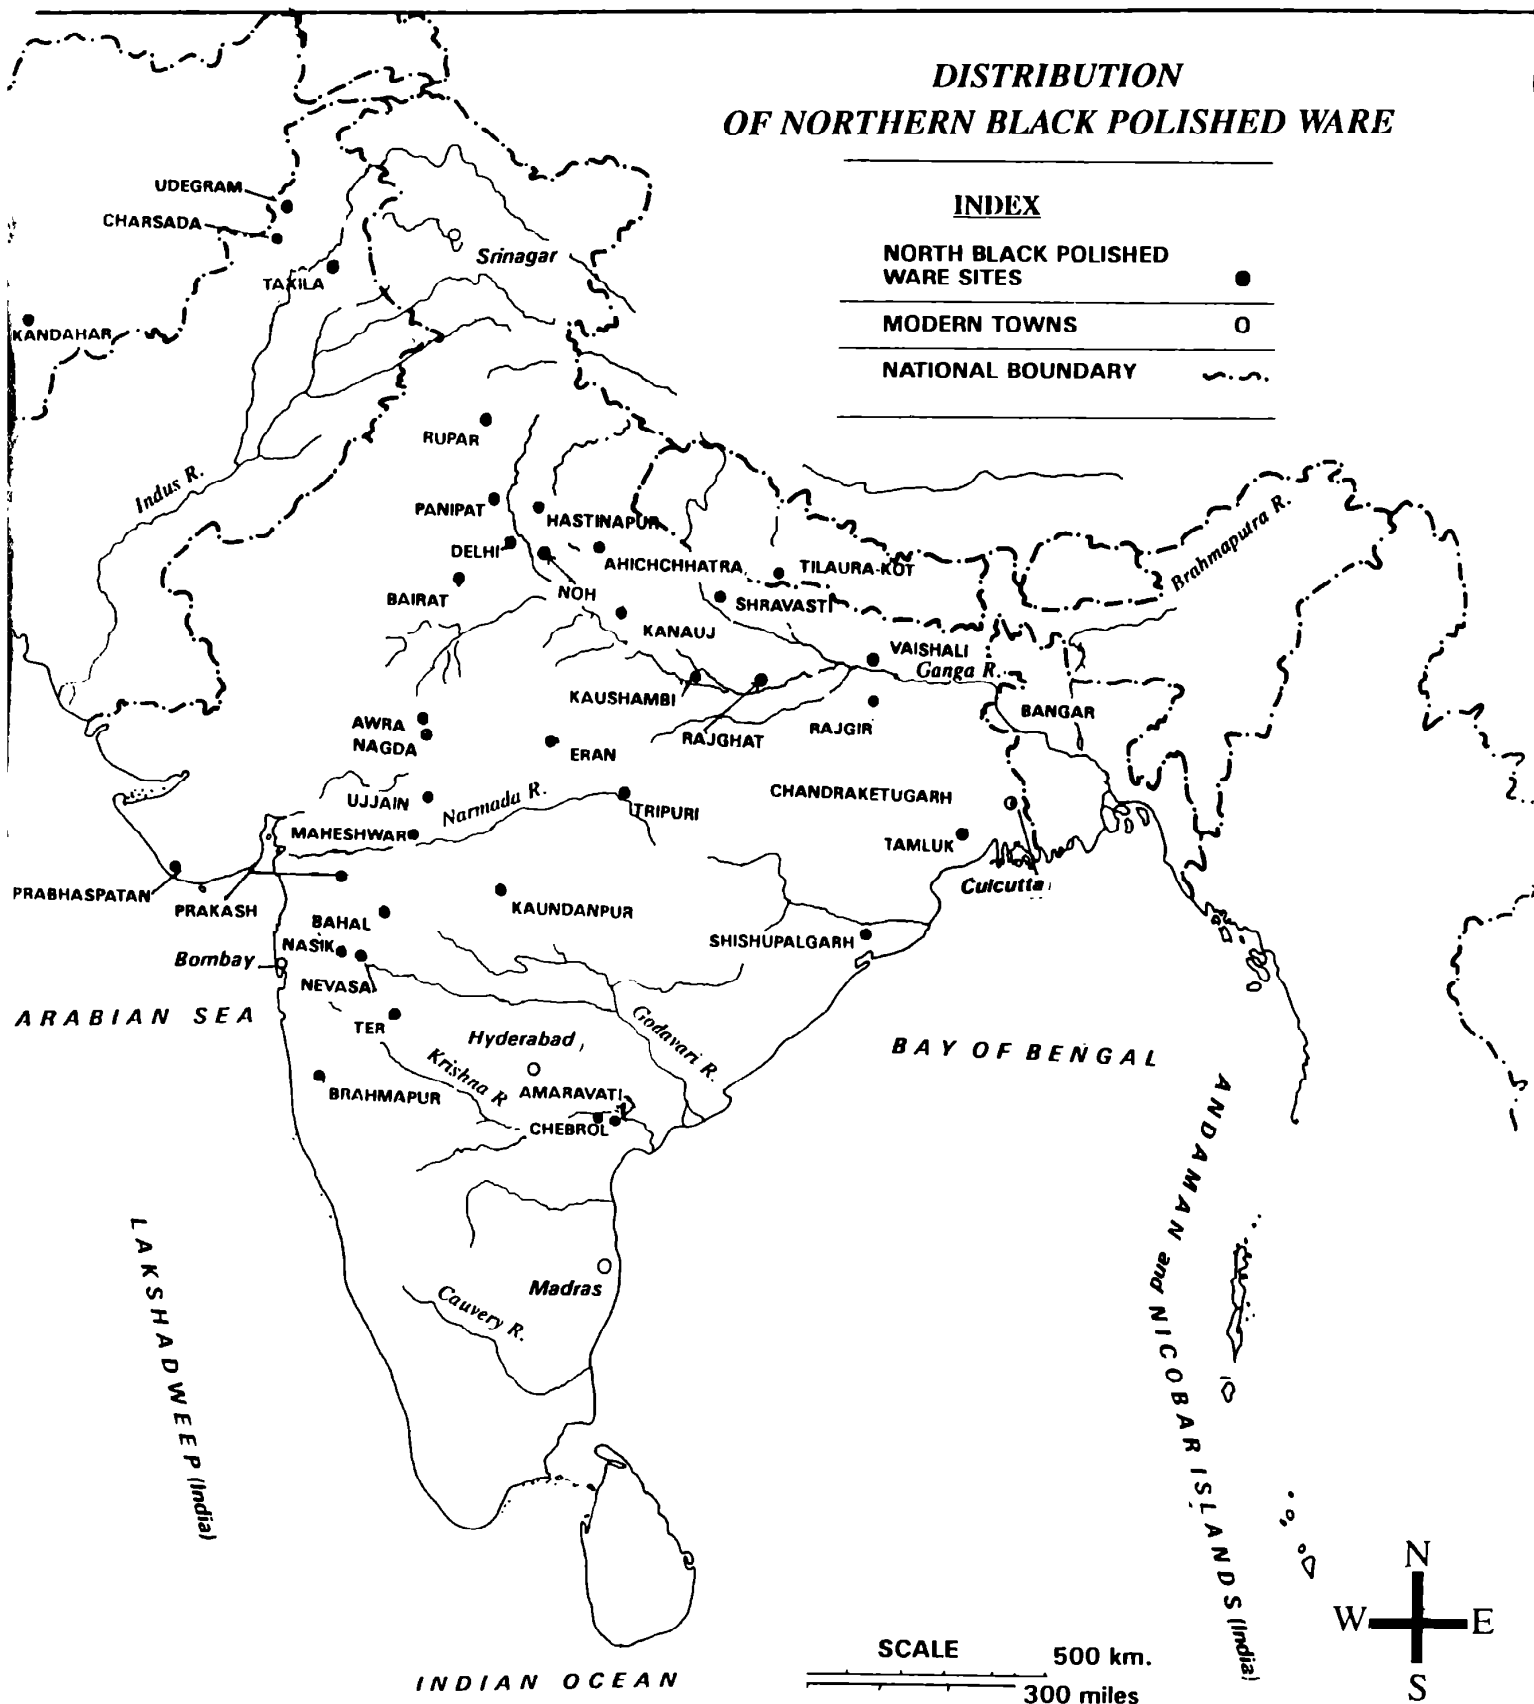 DISTRIBUTION
OF NORTHERN BLACK POLISHED WARE
INDEX
NORTH BLACK POLISHED
WARE SITES
MODERN TOWNS
NATIONAL BOUNDARY
UDEGRAM
CHARSADA
Srinagar
TAXILA
KANDAHAR
RUPAR
Indus R.
PANIPAT
HASTINAPUR
DELHI
AHICHCHHATRA
TILAURA-KOT
Brahmaputra R.
BAIRAT
NOH
SHRAVASTI
KANAUJ
VAISHALI
Ganga R.
KAUSHAMBI
BANGAR
AWRA
RAJGHAT
RAJGIR
NAGDA
ERAN
UJJAIN
Narmada R.
TRIPURI
CHANDRAKETUGARH
MAHESHWAR
TAMLUK
Culcutta
PRABHASPATAN
PRAKASH
BAHAL
KAUNDANPUR
NASIK
SHISHUPALGARH
Bombay
NEVASA
ARABIAN SEA
TER
Hyderabad
Godavari R.
BAY OF BENGAL
Krishna R
BRAHMAPUR
AMARAVATI
CHEBROL
ANDAMAN and NICOBAR ISLANDS (India)
LAKSHADWEEP (India)
Madras
Cauvery R.
N
W E
S
SCALE
500 km.
300 miles
INDIAN OCEAN